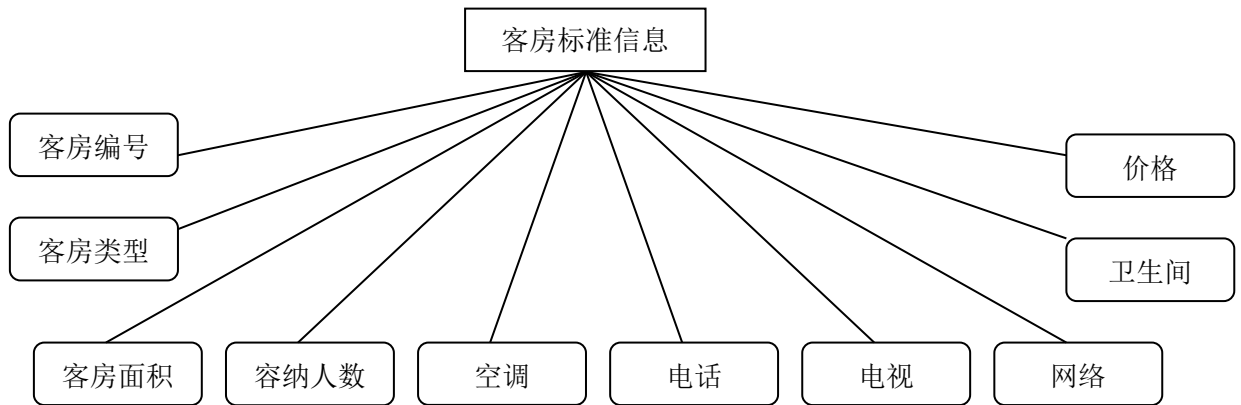 客房标准信息
客房编号
价格
客房类型
卫生间
客房面积
容纳人数
空调
电话
电视
网络